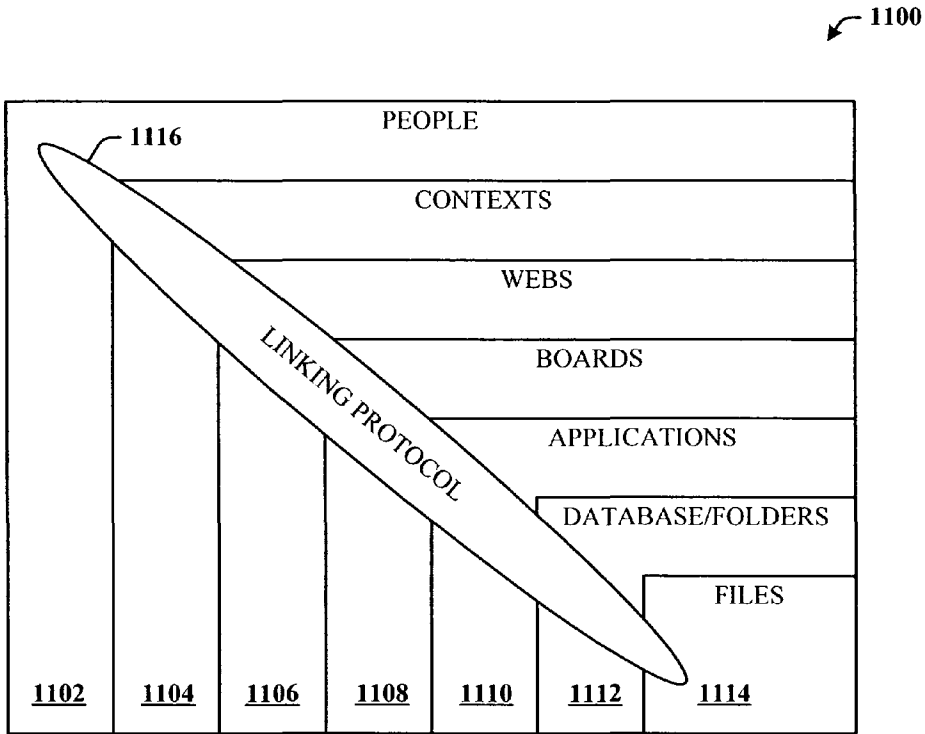 1100
PEOPLE
1116
CONTEXTS
WEBS
BOARDS
LINKING PROTOCOL
APPLICATIONS
DATABASE/FOLDERS
FILES
1102 1104 1106 1108 1110 1112 1114